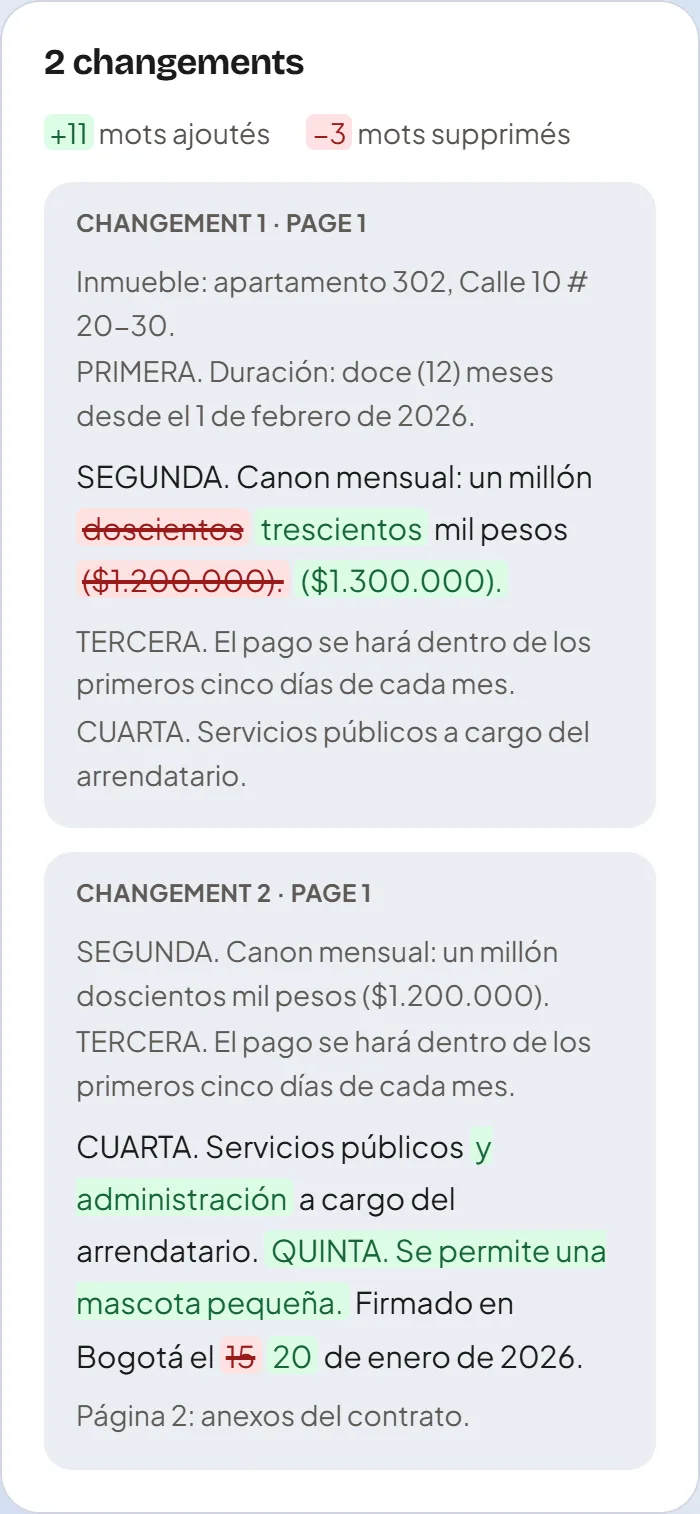 2 changements
+11 mots ajoutés −3 mots supprimés
CHANGEMENT 1 · PAGE 1
Inmueble: apartamento 302, Calle 10 #
20–30.
PRIMERA. Duración: doce (12) meses
desde el 1 de febrero de 2026.
SEGUNDA. Canon mensual: un millón
doscientos trescientos mil pesos
($1.200.000). ($1.300.000).
TERCERA. El pago se hará dentro de los
primeros cinco días de cada mes.
CUARTA. Servicios públicos a cargo del
arrendatario.
CHANGEMENT 2 · PAGE 1
SEGUNDA. Canon mensual: un millón
doscientos mil pesos ($1.200.000).
TERCERA. El pago se hará dentro de los
primeros cinco días de cada mes.
CUARTA. Servicios públicos y
administración a cargo del
arrendatario. QUINTA. Se permite una
mascota pequeña. Firmado en
Bogotá el 15 20 de enero de 2026.
Página 2: anexos del contrato.